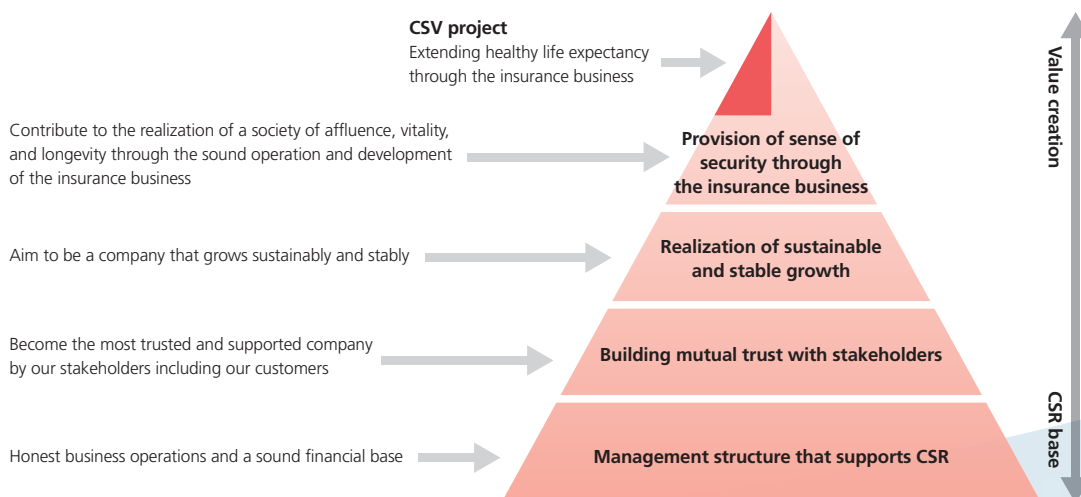 CSV project
Extending healthy life expectancy
through the insurance business
Contribute to the realization of a society of affluence, vitality,
and longevity through the sound operation and development
of the insurance business
Provision of sense of
security through
the insurance business
Aim to be a company that grows sustainably and stably
Realization of sustainable
and stable growth
Become the most trusted and supported company
by our stakeholders including our customers
Building mutual trust with stakeholders
Honest business operations and a sound financial base
Management structure that supports CSR
Value creation
CSR base